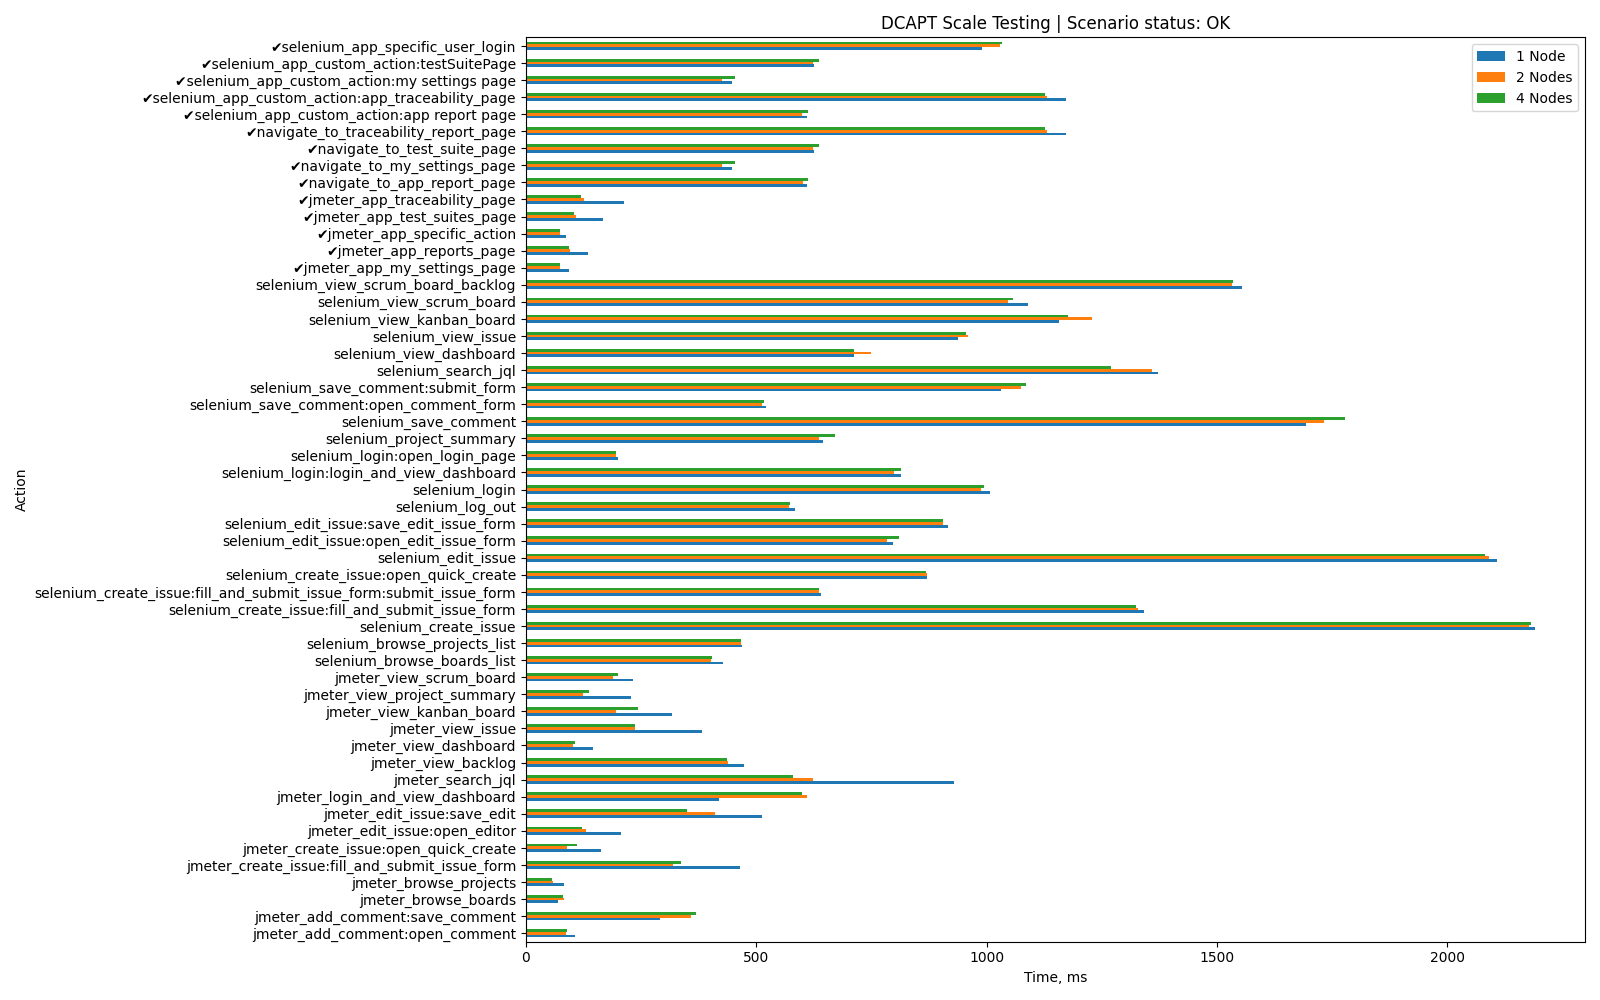 DCAPT Scale Testing | Scenario status: OK
1 Node
2 Nodes
4 Nodes
✔selenium_app_specific_user_login
✔selenium_app_custom_action:testSuitePage
✔selenium_app_custom_action:my settings page
✔selenium_app_custom_action:app_traceability_page
✔selenium_app_custom_action:app report page
✔navigate_to_traceability_report_page
✔navigate_to_test_suite_page
✔navigate_to_my_settings_page
✔navigate_to_app_report_page
✔jmeter_app_traceability_page
✔jmeter_app_test_suites_page
✔jmeter_app_specific_action
✔jmeter_app_reports_page
✔jmeter_app_my_settings_page
selenium_view_scrum_board_backlog
selenium_view_scrum_board
selenium_view_kanban_board
selenium_view_issue
selenium_view_dashboard
selenium_search_jql
selenium_save_comment:submit_form
selenium_save_comment:open_comment_form
selenium_save_comment
selenium_project_summary
selenium_login:open_login_page
selenium_login:login_and_view_dashboard
selenium_login
selenium_log_out
selenium_edit_issue:save_edit_issue_form
selenium_edit_issue:open_edit_issue_form
selenium_edit_issue
selenium_create_issue:open_quick_create
selenium_create_issue:fill_and_submit_issue_form:submit_issue_form
selenium_create_issue:fill_and_submit_issue_form
selenium_create_issue
selenium_browse_projects_list
selenium_browse_boards_list
jmeter_view_scrum_board
jmeter_view_project_summary
jmeter_view_kanban_board
jmeter_view_issue
jmeter_view_dashboard
jmeter_view_backlog
jmeter_search_jql
jmeter_login_and_view_dashboard
jmeter_edit_issue:save_edit
jmeter_edit_issue:open_editor
jmeter_create_issue:open_quick_create
jmeter_create_issue:fill_and_submit_issue_form
jmeter_browse_projects
jmeter_browse_boards
jmeter_add_comment:save_comment
jmeter_add_comment:open_comment
Action
0 500 1000 1500 2000
Time, ms